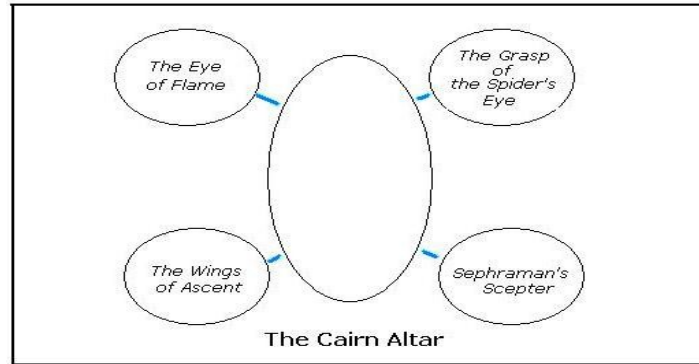 The Eye
of Flame
The Grasp
of
the Spider's
Eye
The Wings
of Ascent
Sephraman's
Scepter
The Cairn Altar